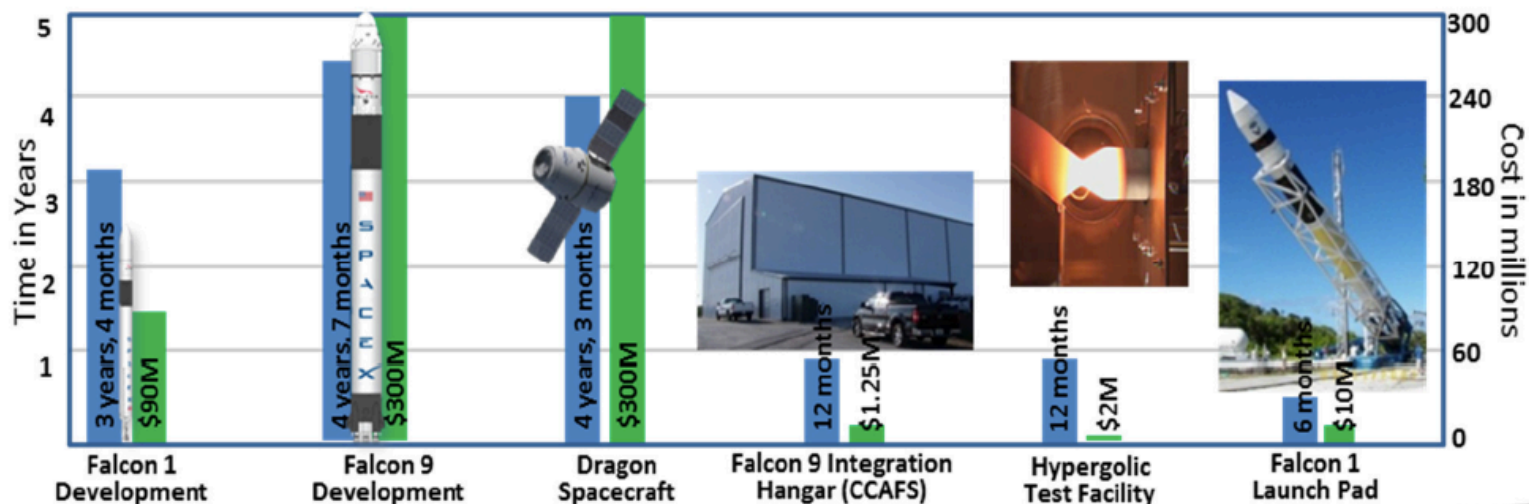 Time in Years
5
4
3
2
1
300
240
180
120
60
0
Cost in millions
3 years, 4 months
$90M
4 years, 7 months
$300M
SPACEX
4 years, 3 months
$300M
12 months
$1.25M
12 months
$2M
6 months
$10M
Falcon 1
Development
Falcon 9
Development
Dragon
Spacecraft
Falcon 9 Integration
Hangar (CCAFS)
Hypergolic
Test Facility
Falcon 1
Launch Pad